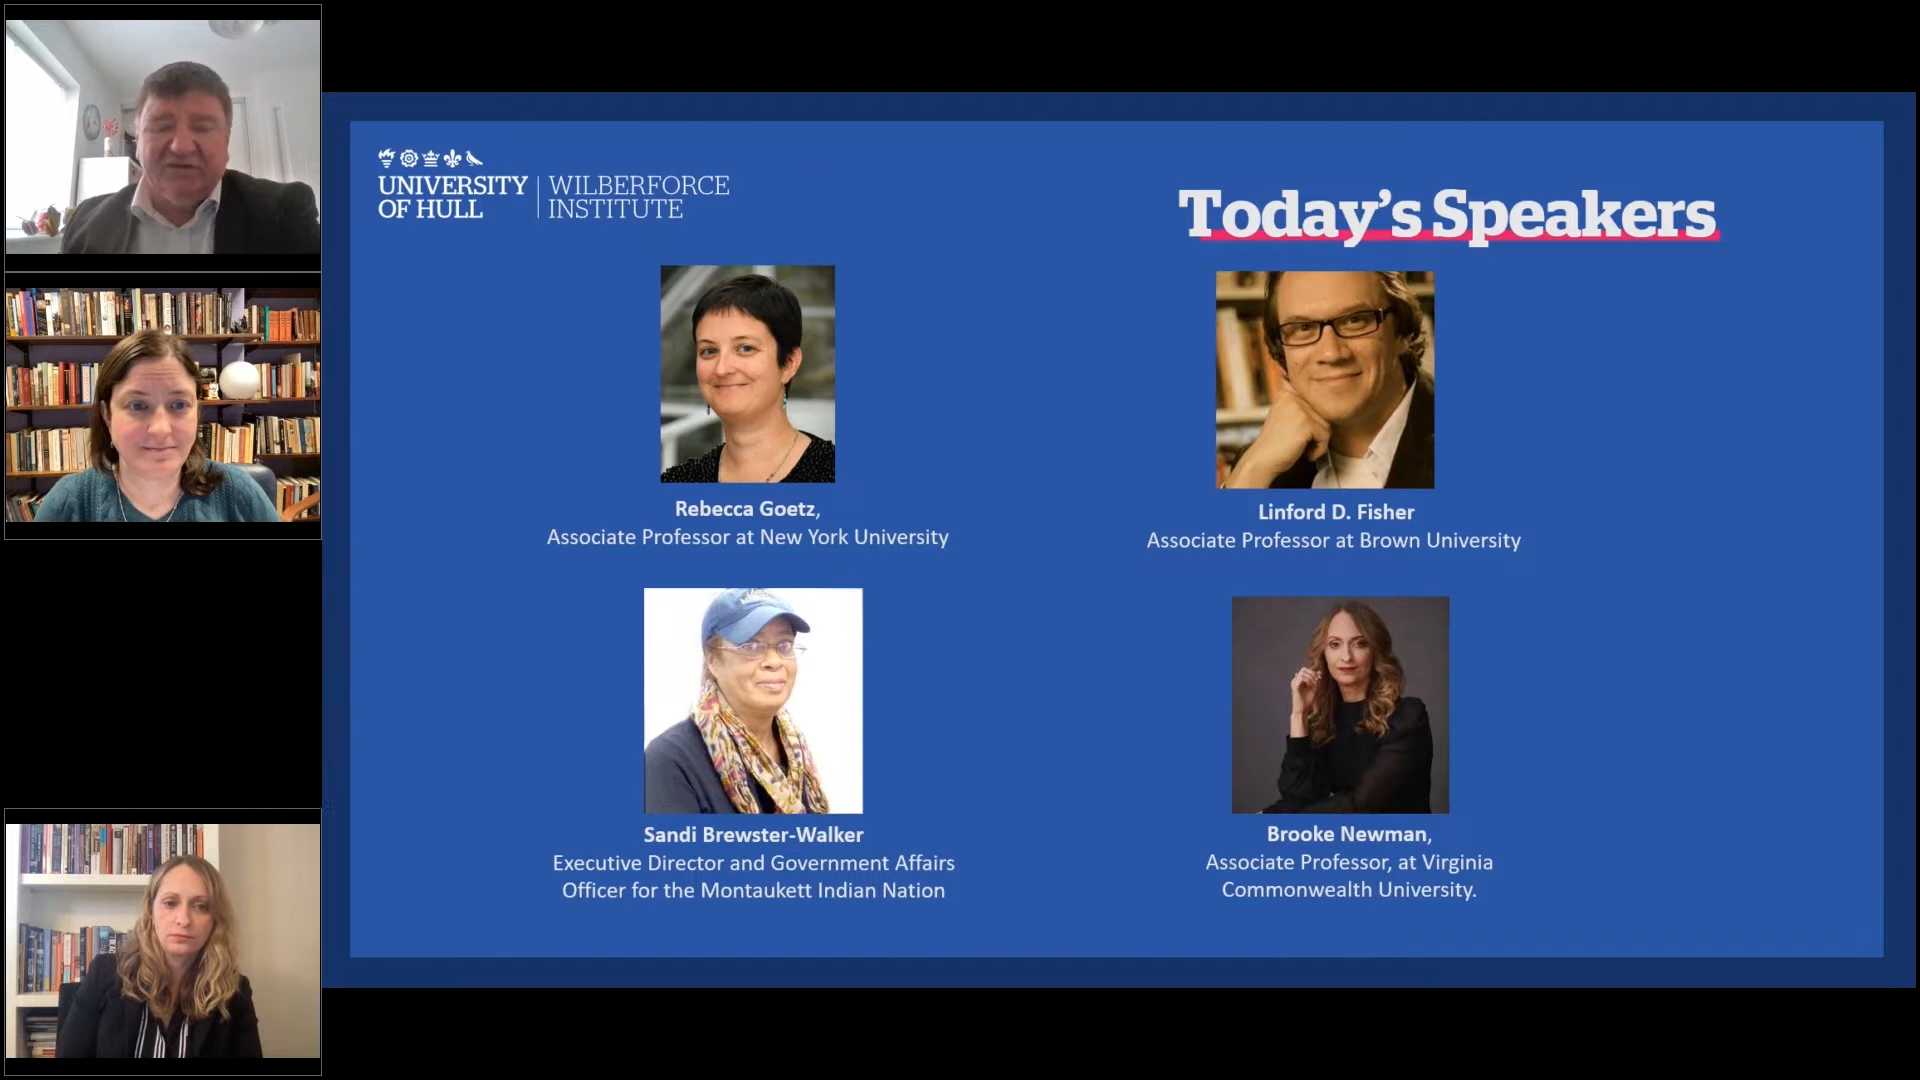 UNIVERSITY
OF HULL
WILBERFORCE
INSTITUTE
Today's Speakers
Rebecca Goetz,
Associate Professor at New York University
Linford D. Fisher
Associate Professor at Brown University
Sandi Brewster-Walker
Executive Director and Government Affairs
Officer for the Montaukett Indian Nation
Brooke Newman,
Associate Professor, at Virginia
Commonwealth University.